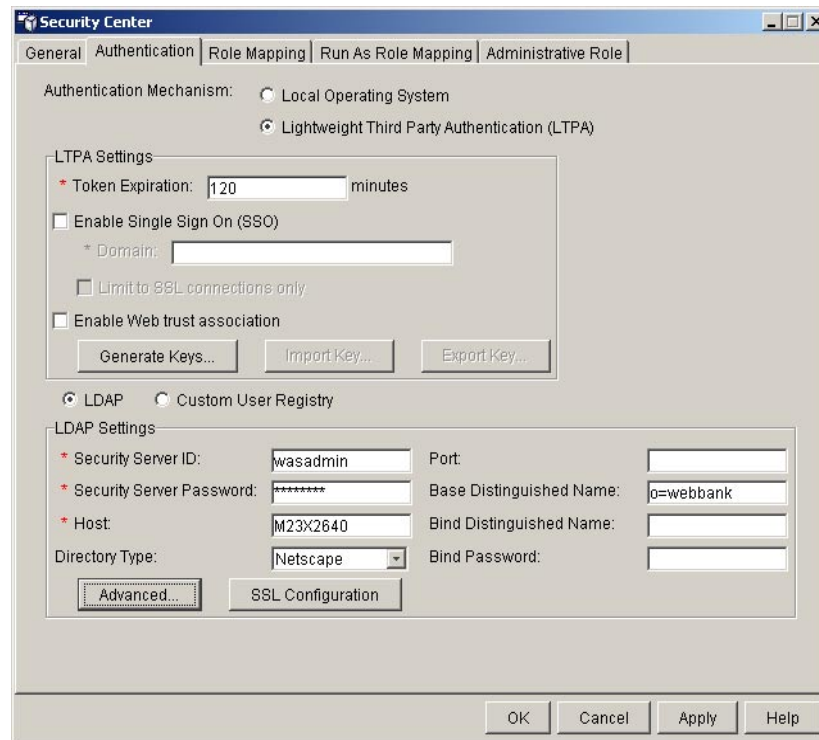 Security Center
General Authentication Role Mapping Run As Role Mapping Administrative Role
Authentication Mechanism: Local Operating System
Lightweight Third Party Authentication (LTPA)
LTPA Settings
* Token Expiration: 120 minutes
Enable Single Sign On (SSO)
* Domain:
Limit to SSL connections only
Enable Web trust association
Generate Keys... Import Key... Export Key...
LDAP Custom User Registry
LDAP Settings
* Security Server ID: wasadmin Port:
* Security Server Password: ******** Base Distinguished Name: o=webbank
* Host: M23X2640 Bind Distinguished Name:
Directory Type: Netscape Bind Password:
Advanced... SSL Configuration
OK Cancel Apply Help